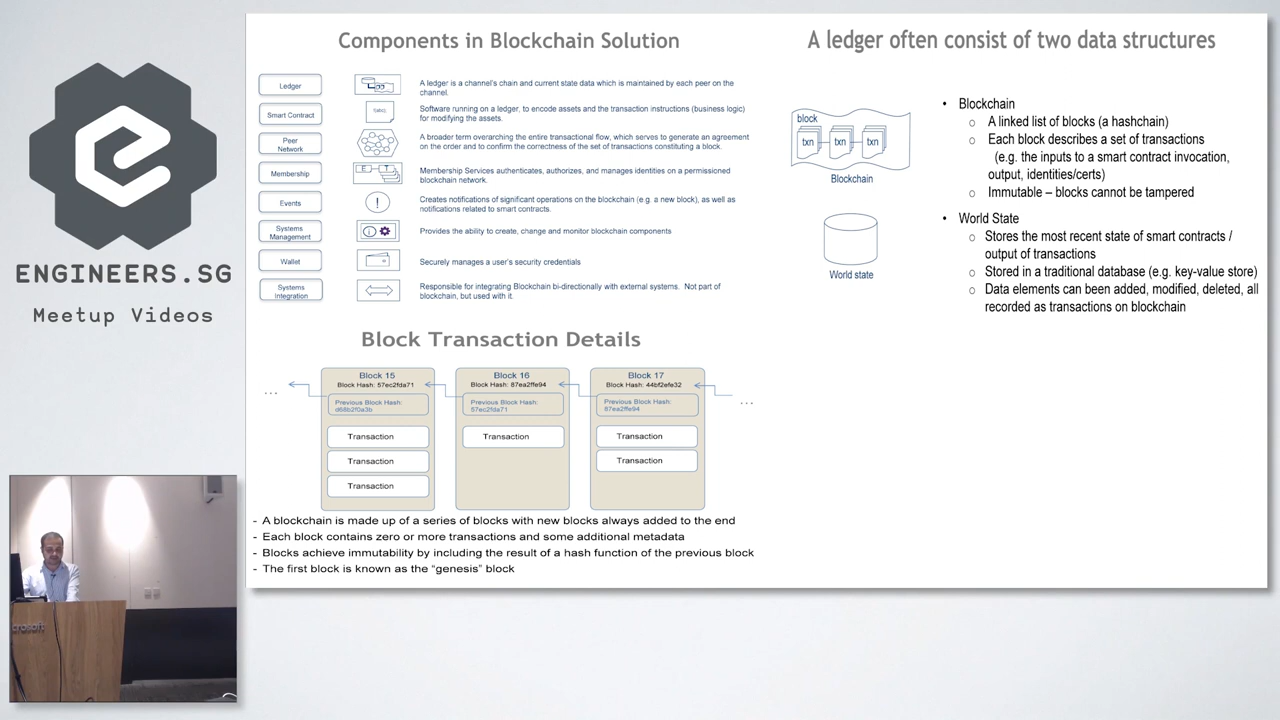 ENGINEERS.SG
Meetup Videos
Components in Blockchain Solution
Ledger
A ledger is a channel's chain and current state data which is maintained by each peer on the
channel.
Smart Contract
Software running on a ledger, to encode assets and the transaction instructions (business logic)
for modifying the assets.
Peer
Network
A broader term overarching the entire transactional flow, which serves to generate an agreement
on the order and to confirm the correctness of the set of transactions constituting a block.
Membership
Membership Services authenticates, authorizes, and manages identities on a permissioned
blockchain network.
Events
!
Creates notifications of significant operations on the blockchain (e.g. a new block), as well as
notifications related to smart contracts.
Systems
Management
Provides the ability to create, change and monitor blockchain components
Wallet
Securely manages a user's security credentials
Systems
Integration
Responsible for integrating Blockchain bi-directionally with external systems. Not part of
blockchain, but used with it.
Block Transaction Details
...
Block 15
Block Hash: 57ec2fda71
Previous Block Hash:
d68b2f0a3b
Transaction
Transaction
Transaction
Block 16
Block Hash: 87ea2ffe94
Previous Block Hash:
57ec2fda71
Transaction
Block 17
Block Hash: 44bf2efe32
Previous Block Hash:
87ea2ffe94
Transaction
Transaction
...
- A blockchain is made up of a series of blocks with new blocks always added to the end
- Each block contains zero or more transactions and some additional metadata
- Blocks achieve immutability by including the result of a hash function of the previous block
- The first block is known as the "genesis" block
A ledger often consist of two data structures
block
txn txn txn
Blockchain
World state
• Blockchain
o A linked list of blocks (a hashchain)
o Each block describes a set of transactions
(e.g. the inputs to a smart contract invocation,
output, identities/certs)
o Immutable – blocks cannot be tampered
• World State
o Stores the most recent state of smart contracts /
output of transactions
o Stored in a traditional database (e.g. key-value store)
o Data elements can been added, modified, deleted, all
recorded as transactions on blockchain
crosoft